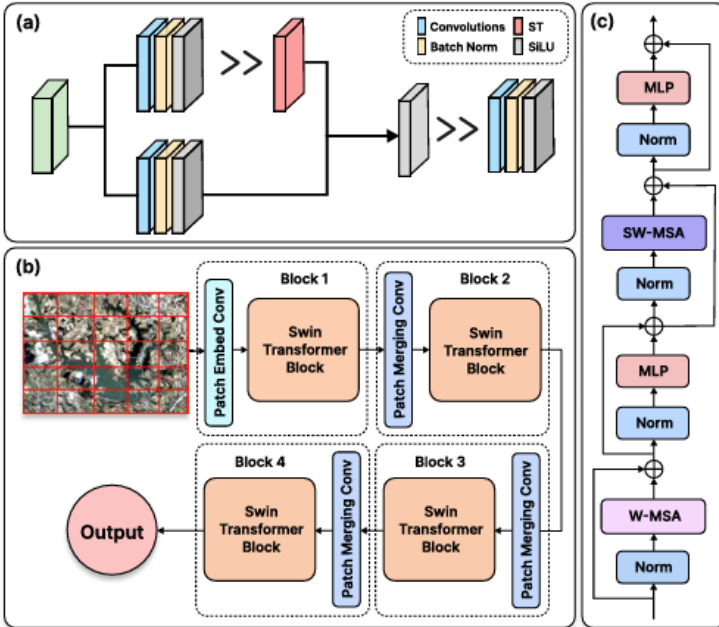 (a)
Convolutions
ST
Batch Norm
SiLU
(b)
Block 1
Patch Embed Conv
Swin
Transformer
Block
Block 2
Patch Merging Conv
Swin
Transformer
Block
Block 4
Swin
Transformer
Block
Patch Merging Conv
Block 3
Swin
Transformer
Block
Patch Merging Conv
Output
(c)
MLP
Norm
SW-MSA
Norm
MLP
Norm
W-MSA
Norm